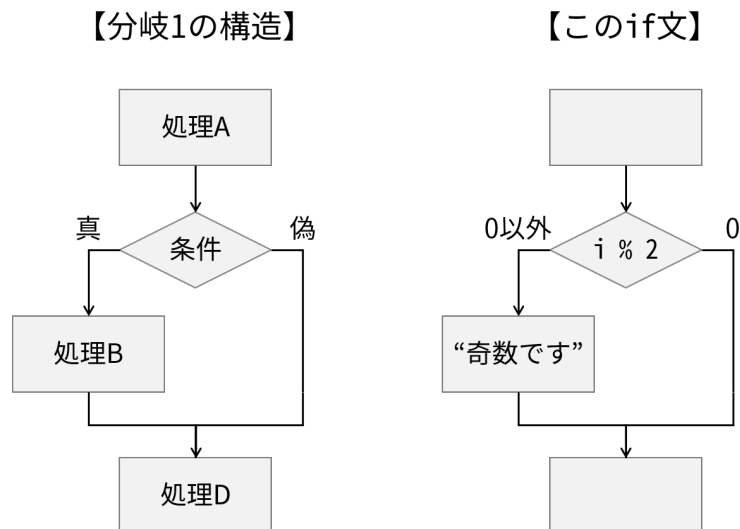 【分岐1の構造】
処理A
真
偽
条件
処理B
処理D
【このif文】
0以外
0
i % 2
“奇数です”